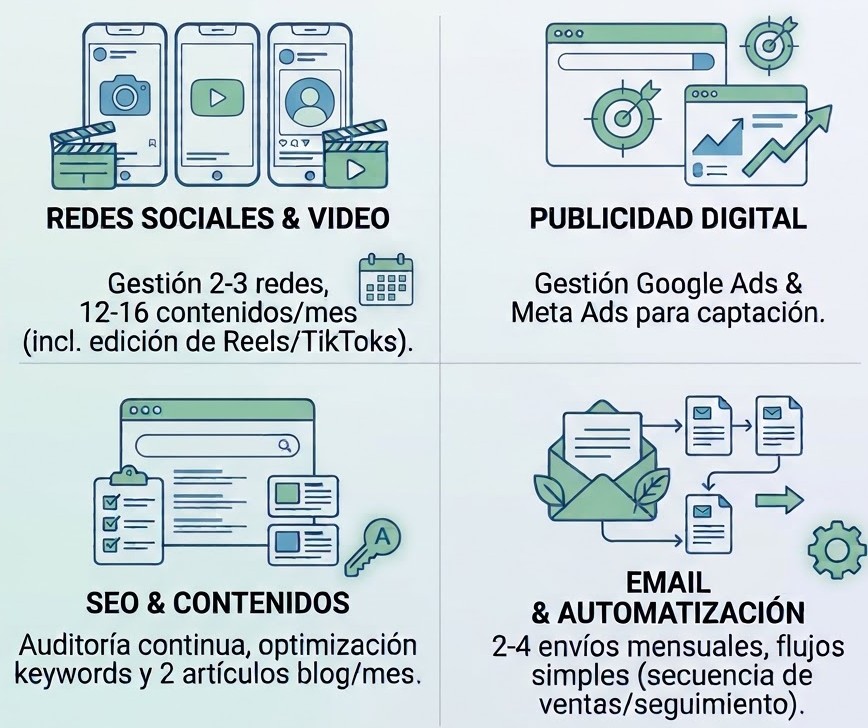 REDES SOCIALES & VIDEO
Gestión 2-3 redes,
12-16 contenidos/mes
(incl. edición de Reels/TikToks).
PUBLICIDAD DIGITAL
Gestión Google Ads &
Meta Ads para captación.
A
SEO & CONTENIDOS
Auditoría continua, optimización
keywords y 2 artículos blog/mes.
EMAIL
& AUTOMATIZACIÓN
2-4 envíos mensuales, flujos
simples (secuencia de
ventas/seguimiento).